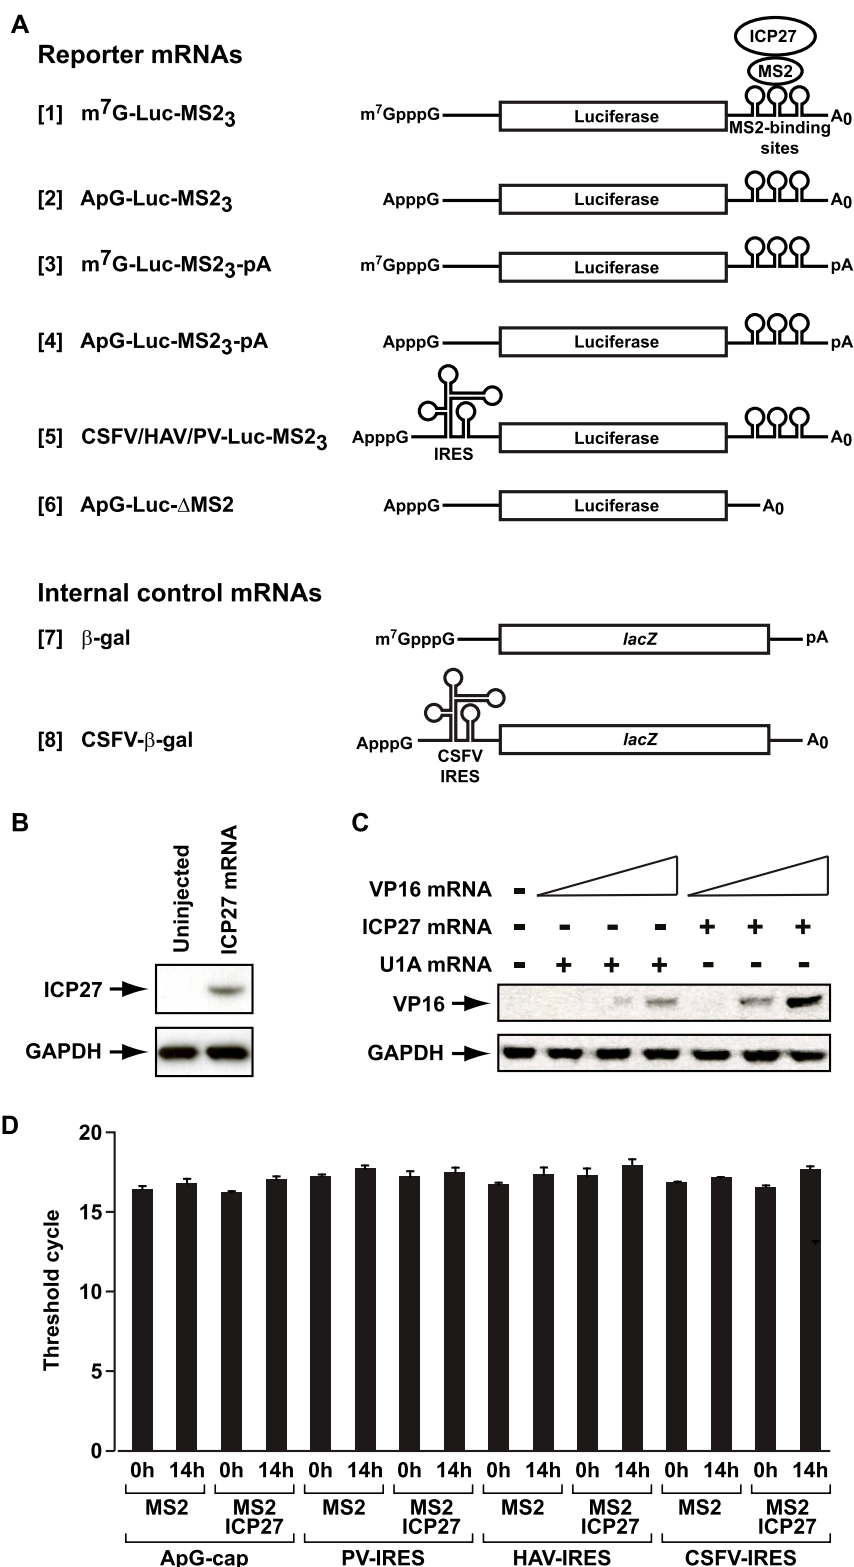 A
Reporter mRNAs
ICP27
MS2
[1] m7G-Luc-MS23 m7GpppG Luciferase A0
MS2-binding
sites
[2] ApG-Luc-MS23 ApppG Luciferase A0
[3] m7G-Luc-MS23-pA m7GpppG Luciferase pA
[4] ApG-Luc-MS23-pA ApppG Luciferase pA
[5] CSFV/HAV/PV-Luc-MS23 ApppG Luciferase A0
IRES
[6] ApG-Luc-ΔMS2 ApppG Luciferase A0
Internal control mRNAs
[7] β-gal m7GpppG lacZ pA
[8] CSFV-β-gal ApppG lacZ A0
CSFV
IRES
B
Uninjected
ICP27 mRNA
ICP27
GAPDH
C
VP16 mRNA -
ICP27 mRNA - - - - + + +
U1A mRNA - + + + - - -
VP16
GAPDH
D
Threshold cycle
20
15
10
5
0
0h 14h 0h 14h 0h 14h 0h 14h 0h 14h 0h 14h 0h 14h 0h 14h
MS2 MS2 MS2 MS2 MS2 MS2 MS2 MS2
ICP27 ICP27 ICP27 ICP27
ApG-cap PV-IRES HAV-IRES CSFV-IRES